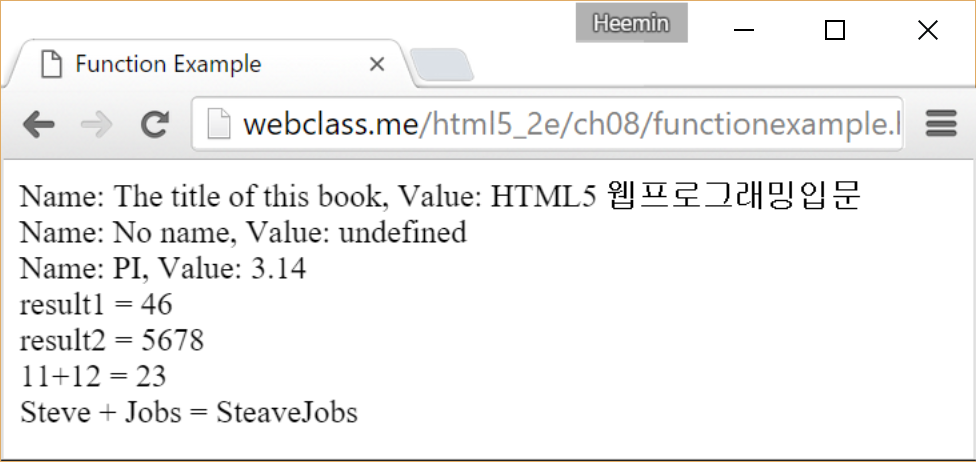 Heemin
Function Example
webclass.me/html5_2e/ch08/functionexample.
Name: The title of this book, Value: HTML5 웹프로그래밍입문
Name: No name, Value: undefined
Name: PI, Value: 3.14
result1 = 46
result2 = 5678
11+12 = 23
Steve + Jobs = SteaveJobs